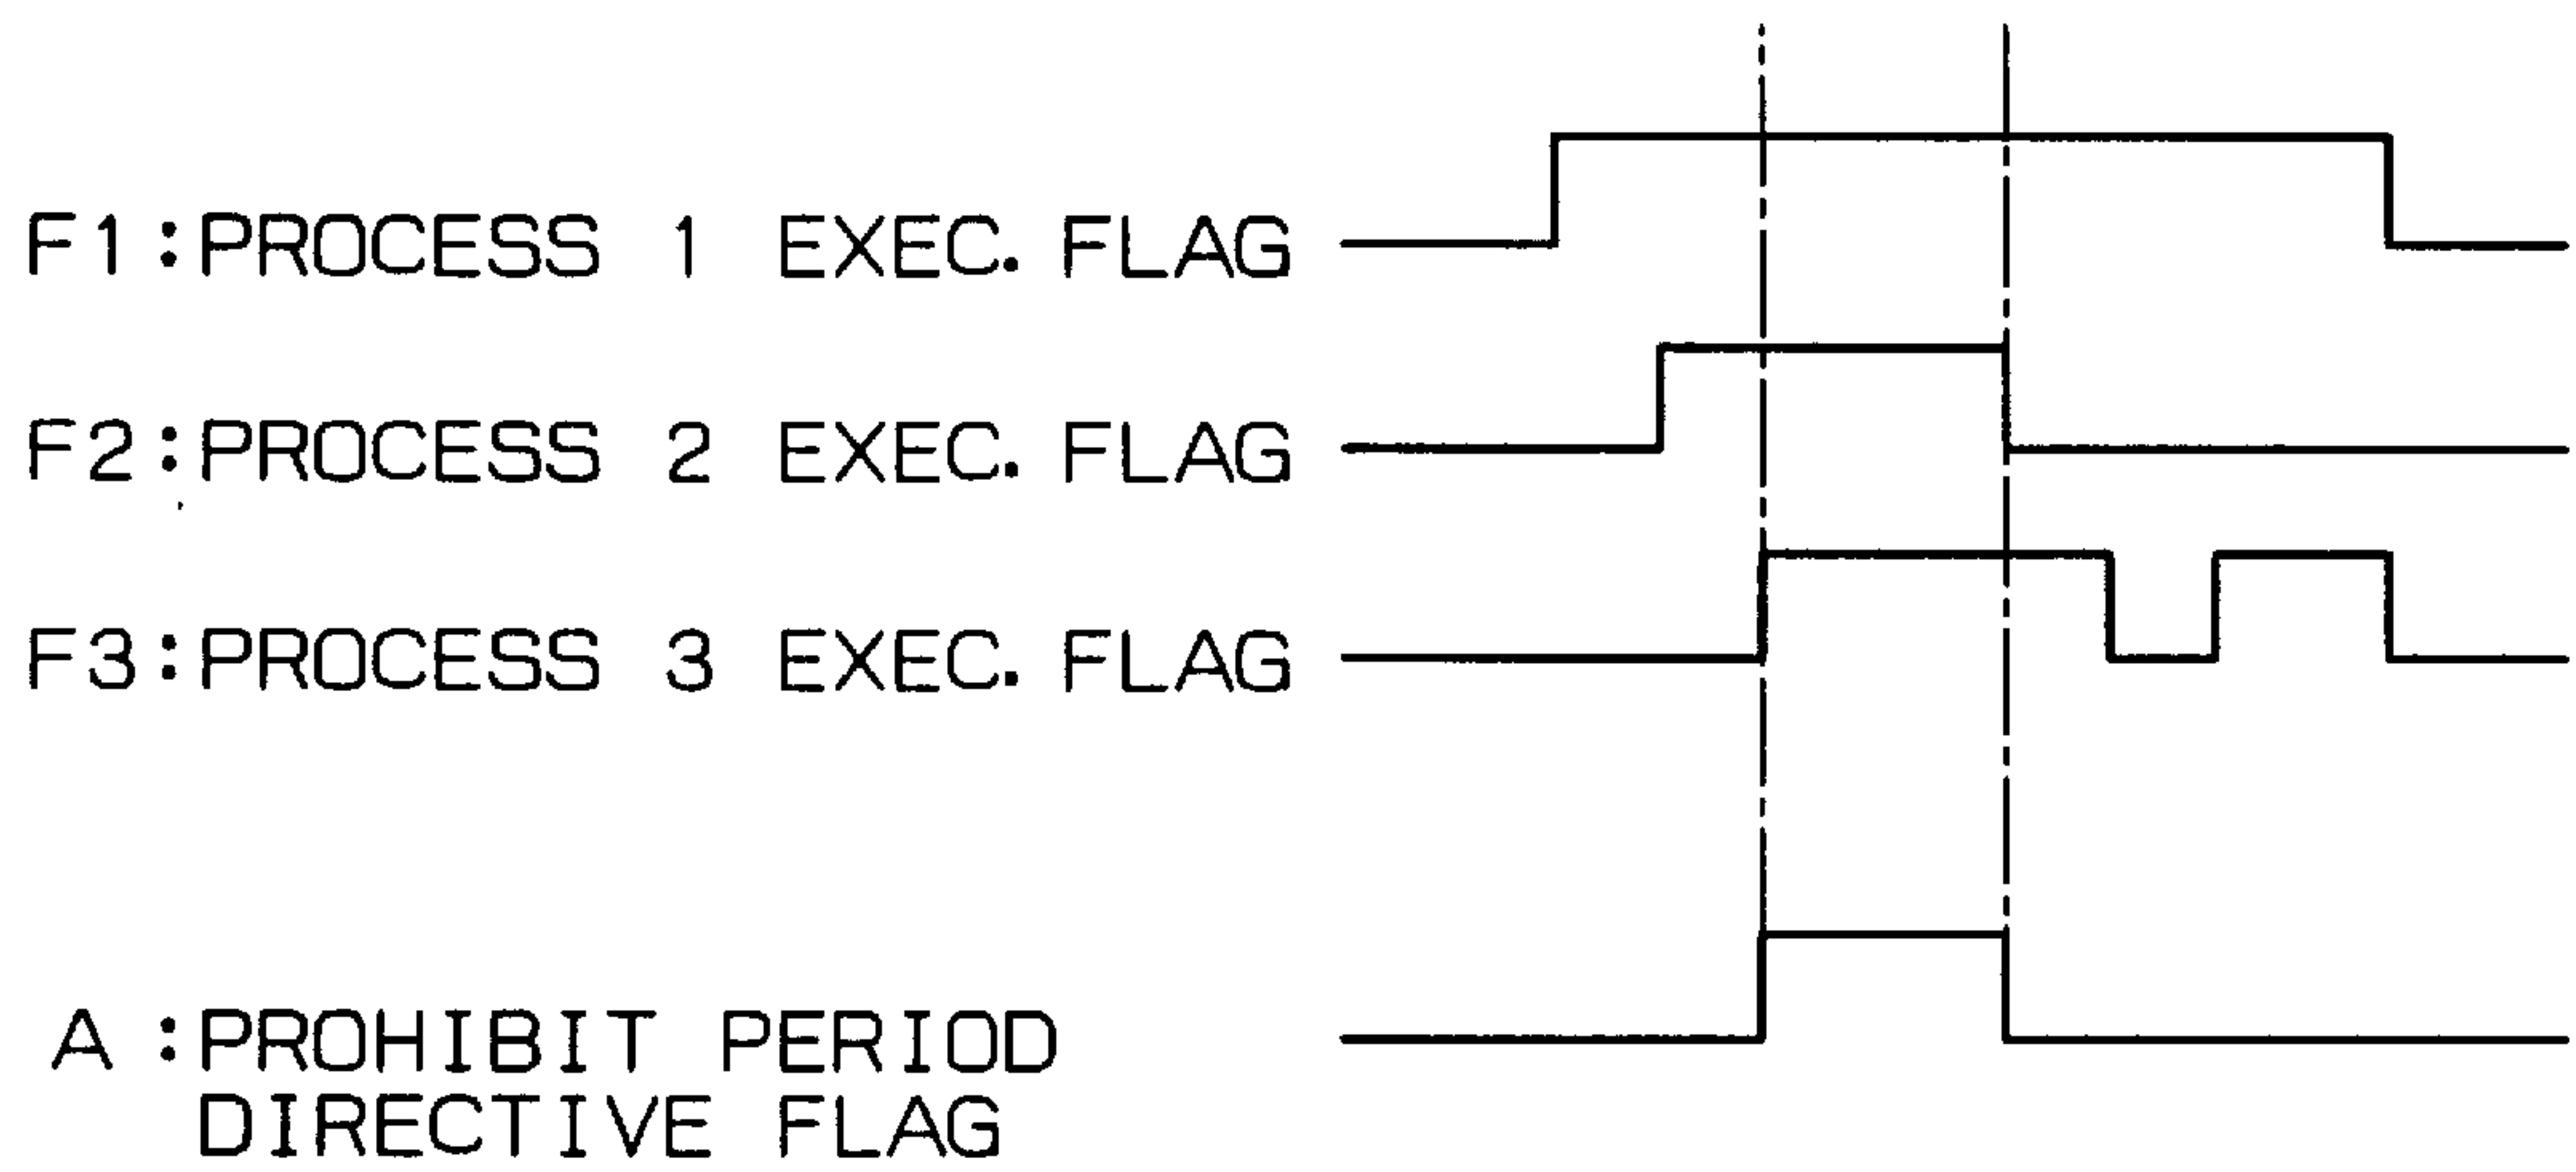 F1:PROCESS 1 EXEC. FLAG
F2:PROCESS 2 EXEC. FLAG
F3:PROCESS 3 EXEC. FLAG
A :PROHIBIT PERIOD
DIRECTIVE FLAG